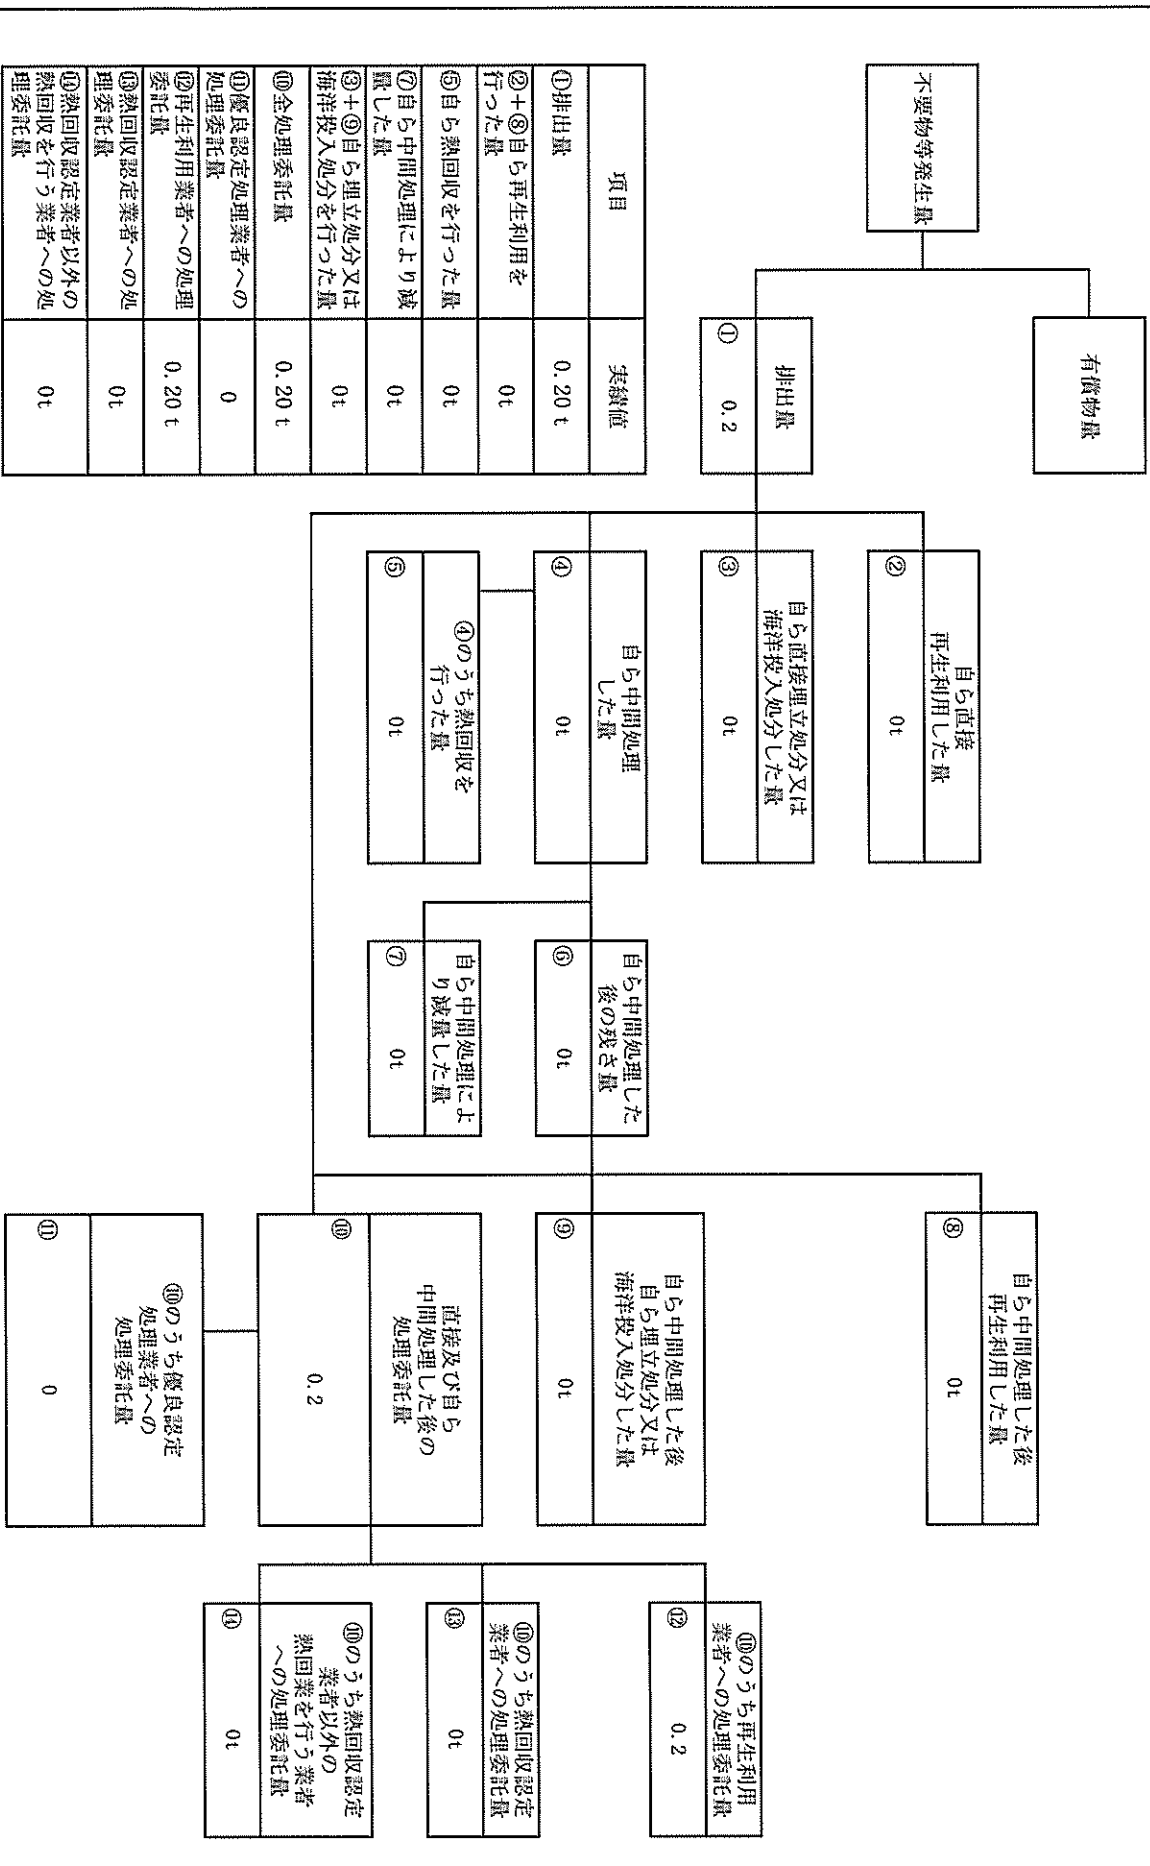 不要物等発生量
有償物量
排出量
① 0.2
自ら直接
再生利用した量
② 0t
自ら直接埋立処分又は
海洋投入処分した量
③ 0t
自ら中間処理
した量
④ 0t
④のうち熱回収を
行った量
⑤ 0t
自ら中間処理した
後の残さ量
⑥ 0t
自ら中間処理によ
り減量した量
⑦ 0t
自ら中間処理した後
再生利用した量
⑧ 0t
自ら中間処理した後
自ら埋立処分又は
海洋投入処分した量
⑨ 0t
直接及び自ら
中間処理した後の
処理委託量
⑩ 0.2
⑩のうち優良認定
処理業者への
処理委託量
⑪ 0
⑩のうち再生利用
業者への処理委託量
⑫ 0.2
⑩のうち熱回収認定
業者への処理委託量
⑬ 0t
⑩のうち熱回収認定
業者以外の
熱回業を行う業者
への処理委託量
⑭ 0t
項目 実績値
①排出量 0.20 t
②+⑧自ら再生利用を
行った量 0t
⑤自ら熱回収を行った量 0t
⑦自ら中間処理により減
量した量 0t
③+⑨自ら埋立処分又は
海洋投入処分を行った量 0t
⑩全処理委託量 0.20 t
⑪優良認定処理業者への
処理委託量 0
⑫再生利用業者への処理
委託量 0.20 t
⑬熱回収認定業者への処
理委託量 0t
⑭熱回収認定業者以外の
熱回収を行う業者への処
理委託量 0t